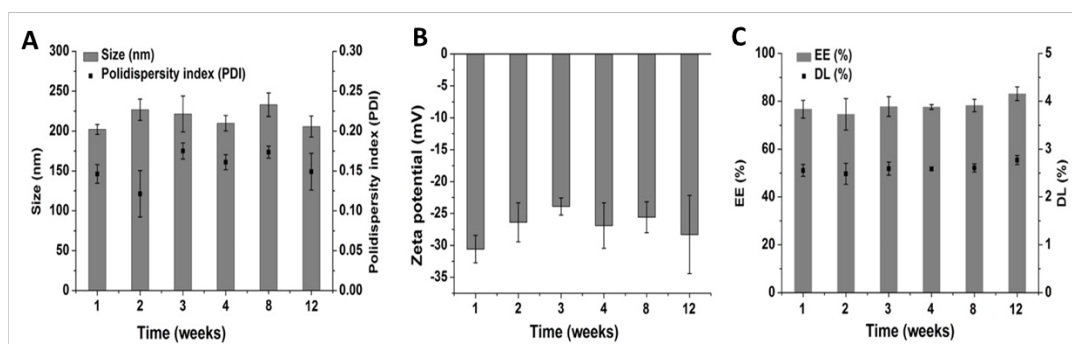 A
Size (nm)
Polidispersity index (PDI)
300
250
200
150
100
50
0
Size (nm)
0.30
0.25
0.20
0.15
0.10
0.05
0.00
Polidispersity index (PDI)
1 2 3 4 8 12
Time (weeks)
B
0
-5
-10
-15
-20
-25
-30
-35
Zeta potential (mV)
1 2 3 4 8 12
Time (weeks)
C
EE (%)
DL (%)
100
80
60
40
20
0
EE (%)
5
4
3
2
1
0
DL (%)
1 2 3 4 8 12
Time (weeks)